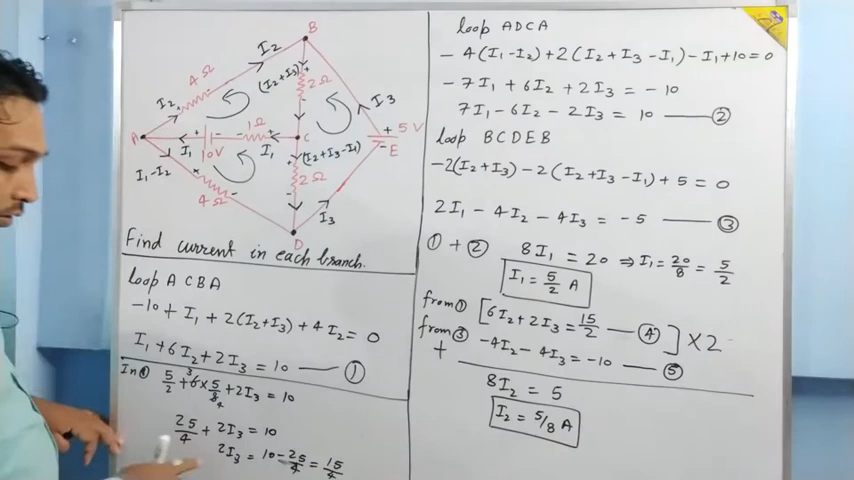 B
I₂
4Ω
(I₂+I₃)
2Ω
I₂
I₃
1Ω
A
C
+ 5V
I₁
10V
I₁
(I₂+I₃-I₁)
E
I₁-I₂
2Ω
4Ω
I₃
D
Find current in each branch.
Loop A C B A
-10 + I₁ + 2(I₂+I₃) + 4I₂ = 0
I₁ + 6I₂ + 2I₃ = 10 —— ①
In ① 5/2 + 6³ × 5/8₄ + 2I₃ = 10
25/4 + 2I₃ = 10
2I₃ = 10 - 25/4 = 15/4
loop ADCA
- 4(I₁-I₂) + 2(I₂+I₃-I₁) - I₁ + 10 = 0
- 7I₁ + 6I₂ + 2I₃ = - 10
7I₁ - 6I₂ - 2I₃ = 10 —— ②
loop BCDEB
-2(I₂+I₃) - 2(I₂+I₃-I₁) + 5 = 0
2I₁ - 4I₂ - 4I₃ = -5 —— ③
① + ② 8I₁ = 20 ⇒ I₁ = 20/8 = 5/2
I₁ = 5/2 A
from ① [6I₂ + 2I₃ = 15/2 —— ④ ] × 2
from ③ -4I₂ - 4I₃ = -10 —— ⑤
+
8I₂ = 5
I₂ = 5/8 A